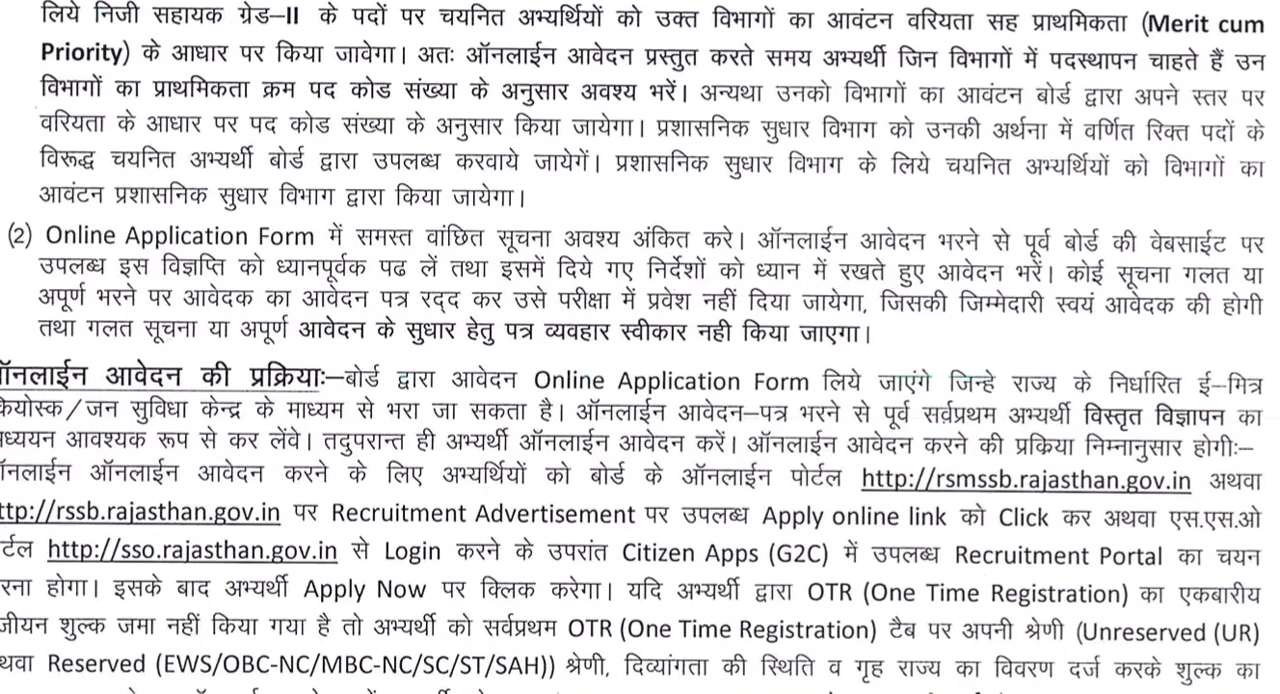 लिये निजी सहायक ग्रेड–II के पदों पर चयनित अभ्यर्थियों को उक्त विभागों का आवंटन वरियता सह प्राथमिकता (Merit cum
Priority) के आधार पर किया जावेगा। अतः ऑनलाईन आवेदन प्रस्तुत करते समय अभ्यर्थी जिन विभागों में पदस्थापन चाहते हैं उन
विभागों का प्राथमिकता क्रम पद कोड संख्या के अनुसार अवश्य भरें। अन्यथा उनको विभागों का आवंटन बोर्ड द्वारा अपने स्तर पर
वरियता के आधार पर पद कोड संख्या के अनुसार किया जायेगा। प्रशासनिक सुधार विभाग को उनकी अर्थना में वर्णित रिक्त पदों के
विरूद्ध चयनित अभ्यर्थी बोर्ड द्वारा उपलब्ध करवाये जायेगें। प्रशासनिक सुधार विभाग के लिये चयनित अभ्यर्थियों को विभागों का
आवंटन प्रशासनिक सुधार विभाग द्वारा किया जायेगा।
(2) Online Application Form में समस्त वांछित सूचना अवश्य अंकित करे। ऑनलाईन आवेदन भरने से पूर्व बोर्ड की वेबसाईट पर
उपलब्ध इस विज्ञप्ति को ध्यानपूर्वक पढ लें तथा इसमें दिये गए निर्देशों को ध्यान में रखते हुए आवेदन भरें। कोई सूचना गलत या
अपूर्ण भरने पर आवेदक का आवेदन पत्र रद्द कर उसे परीक्षा में प्रवेश नहीं दिया जायेगा, जिसकी जिम्मेदारी स्वयं आवेदक की होगी
तथा गलत सूचना या अपूर्ण आवेदन के सुधार हेतु पत्र व्यवहार स्वीकार नही किया जाएगा।
ऑनलाईन आवेदन की प्रक्रियाः–बोर्ड द्वारा आवेदन Online Application Form लिये जाएंगे जिन्हे राज्य के निर्धारित ई–मित्र
कियोस्क/जन सुविधा केन्द्र के माध्यम से भरा जा सकता है। ऑनलाईन आवेदन–पत्र भरने से पूर्व सर्वप्रथम अभ्यर्थी विस्तृत विज्ञापन का
ध्ययन आवश्यक रूप से कर लेंवे। तदुपरान्त ही अभ्यर्थी ऑनलाईन आवेदन करें। ऑनलाईन आवेदन करने की प्रकिया निम्नानुसार होगीः–
ऑनलाईन ऑनलाईन आवेदन करने के लिए अभ्यर्थियों को बोर्ड के ऑनलाईन पोर्टल http://rsmssb.rajasthan.gov.in अथवा
ttp://rssb.rajasthan.gov.in पर Recruitment Advertisement पर उपलब्ध Apply online link को Click कर अथवा एस.एस.ओ
र्टल http://sso.rajasthan.gov.in से Login करने के उपरांत Citizen Apps (G2C) में उपलब्ध Recruitment Portal का चयन
रना होगा। इसके बाद अभ्यर्थी Apply Now पर क्लिक करेगा। यदि अभ्यर्थी द्वारा OTR (One Time Registration) का एकबारीय
जीयन शुल्क जमा नहीं किया गया है तो अभ्यर्थी को सर्वप्रथम OTR (One Time Registration) टैब पर अपनी श्रेणी (Unreserved (UR)
थवा Reserved (EWS/OBC-NC/MBC-NC/SC/ST/SAH)) श्रेणी, दिव्यांगता की स्थिति व गृह राज्य का विवरण दर्ज करके शुल्क का